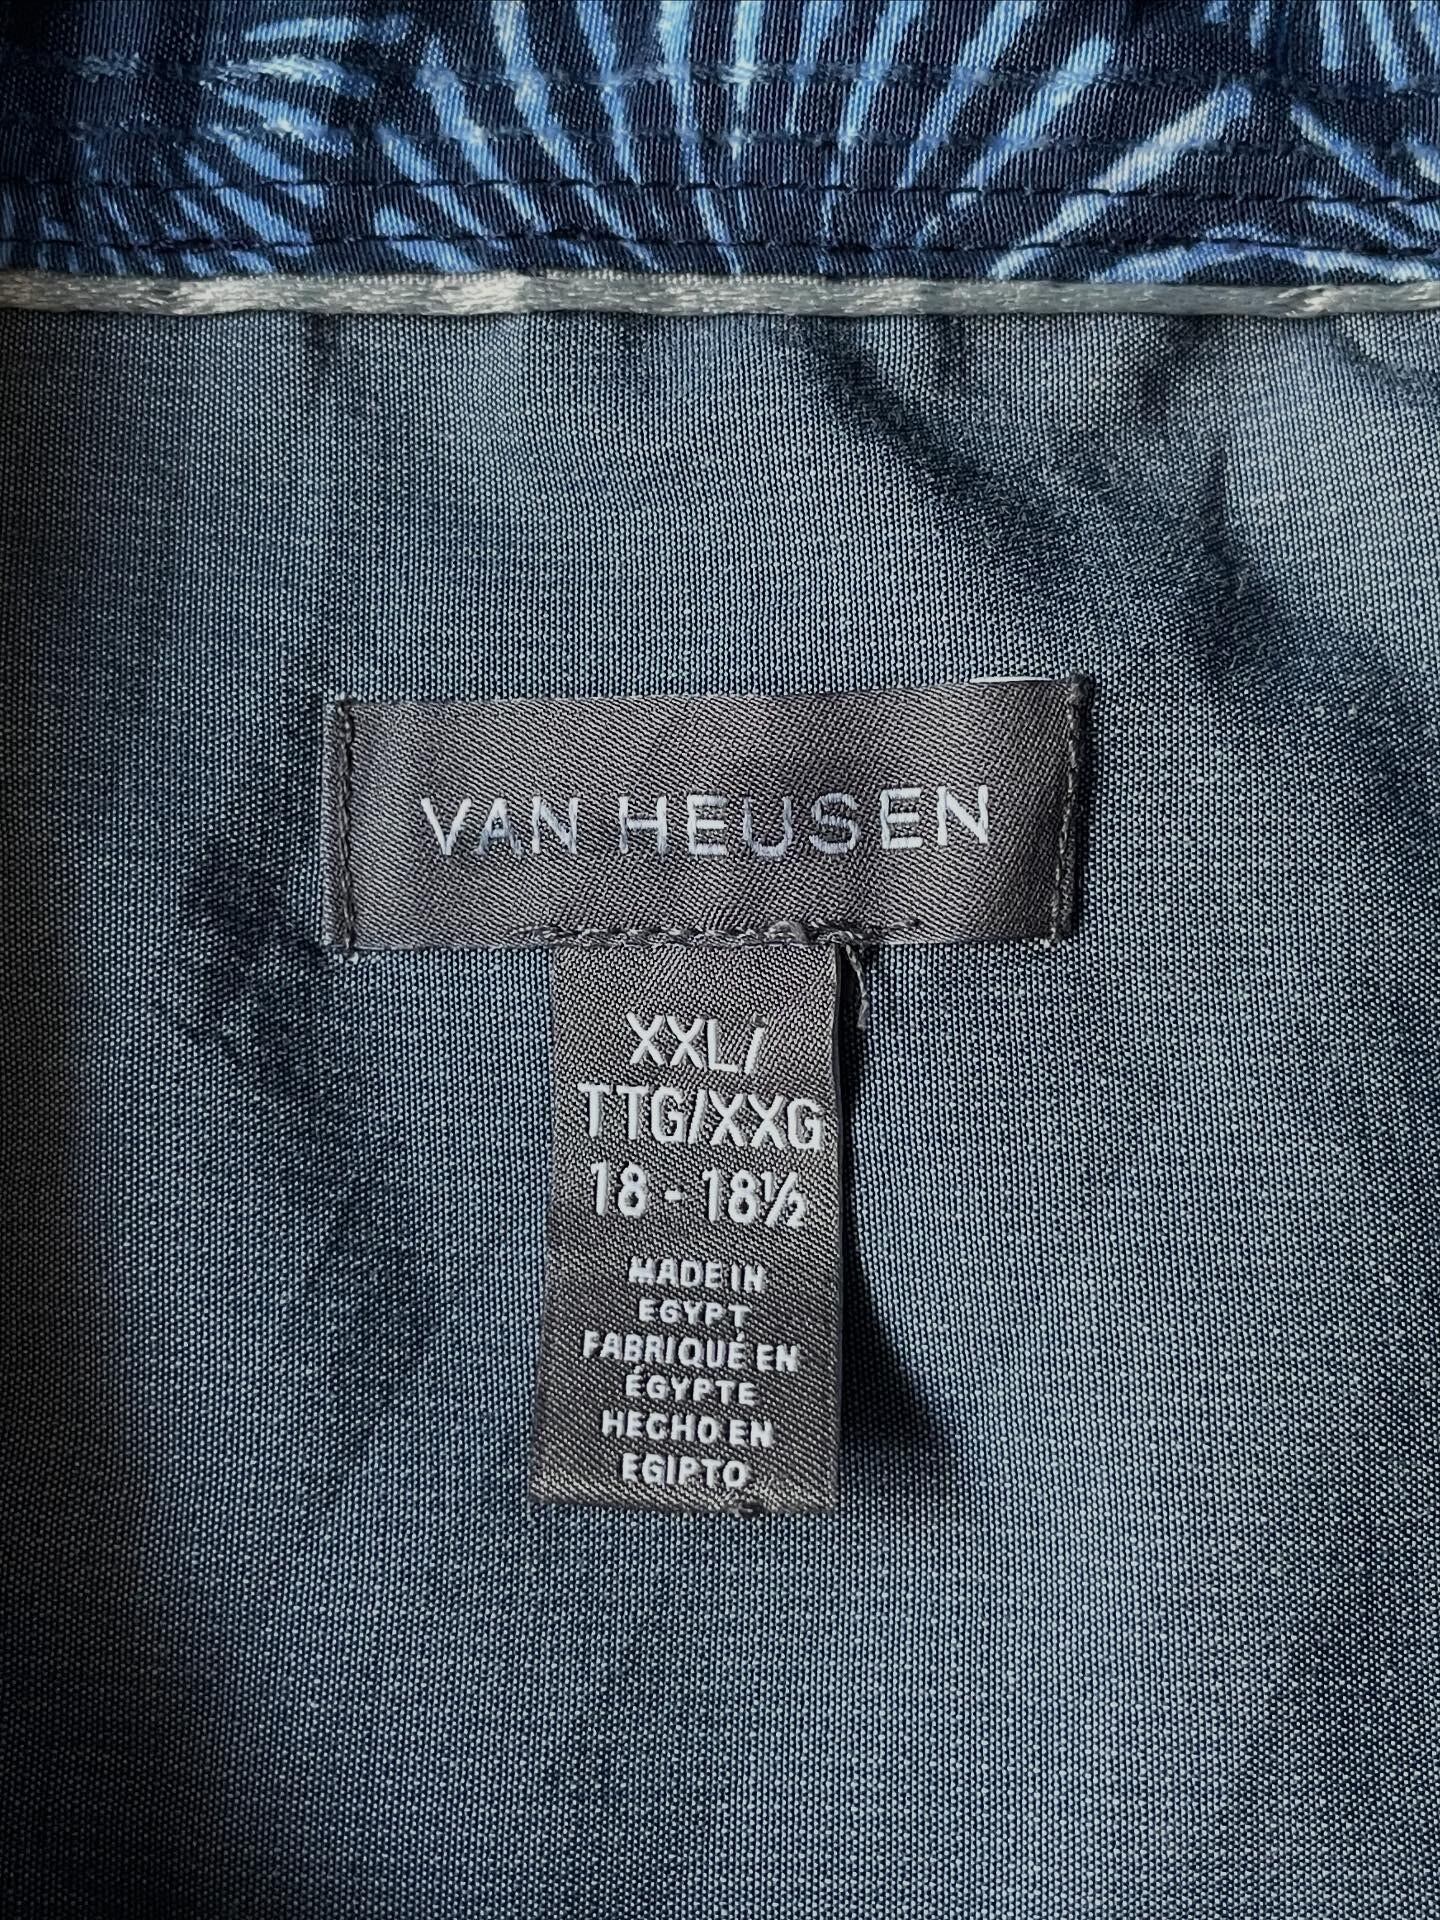 VAN HEUSEN
XXL/
TTG/XXG
18 - 18½
MADE IN
EGYPT
FABRIQUÉ EN
ÉGYPTE
HECHO EN
EGIPTO